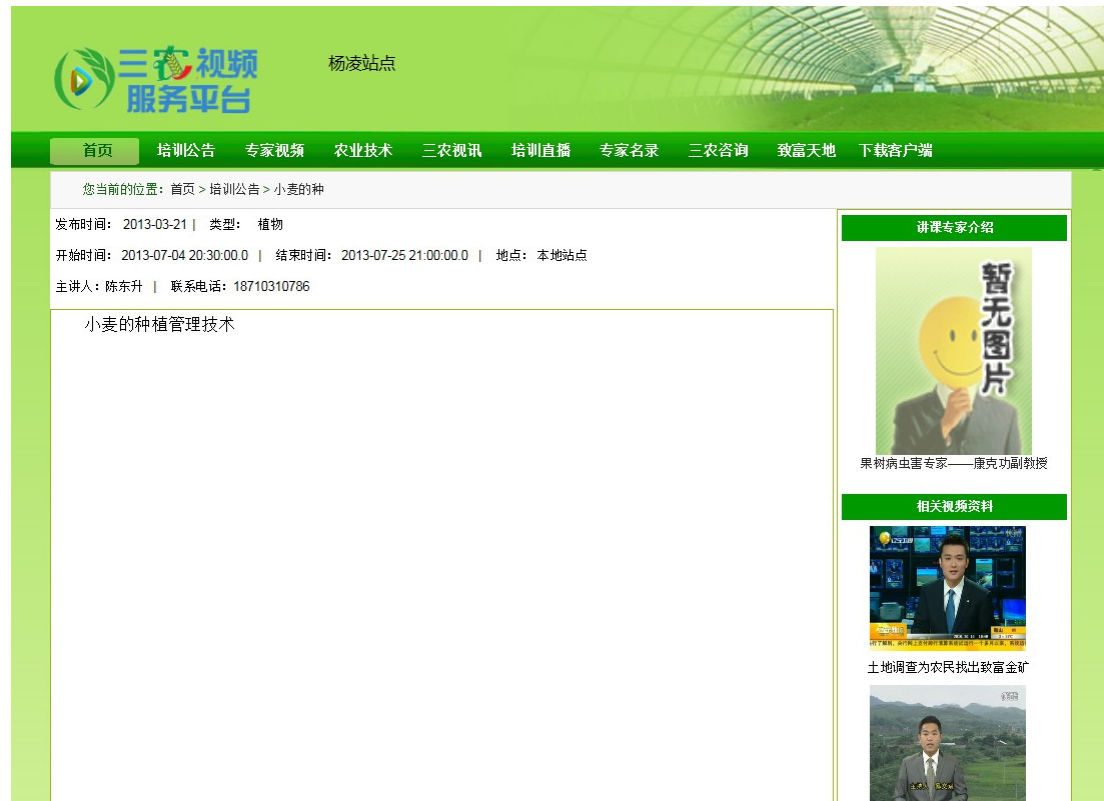 三农视频
服务平台
杨凌站点
首页 培训公告 专家视频 农业技术 三农视讯 培训直播 专家名录 三农咨询 致富天地 下载客户端
您当前的位置：首页 > 培训公告 > 小麦的种
发布时间： 2013-03-21 | 类型： 植物
开始时间： 2013-07-04 20:30:00.0 | 结束时间： 2013-07-25 21:00:00.0 | 地点： 本地站点
主讲人：陈东升 | 联系电话：18710310786
小麦的种植管理技术
讲课专家介绍
暂无图片
果树病虫害专家——康克功副教授
相关视频资料
土地调查为农民找出致富金矿